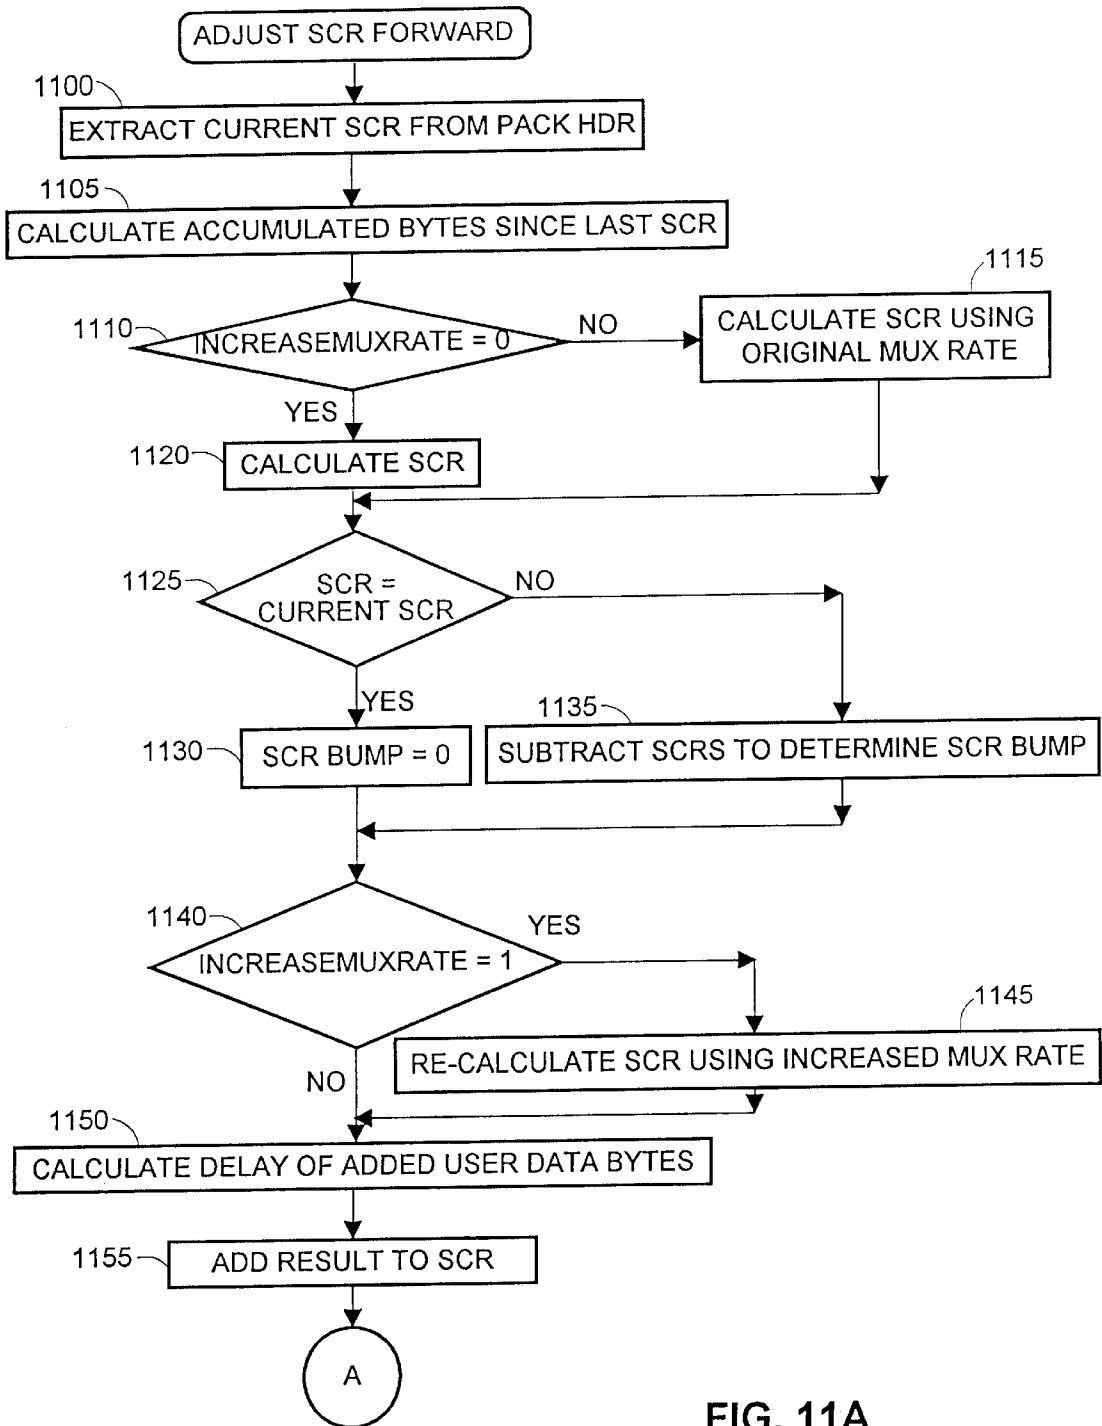 ADJUST SCR FORWARD
1100
EXTRACT CURRENT SCR FROM PACK HDR
1105
CALCULATE ACCUMULATED BYTES SINCE LAST SCR
1110
INCREASEMUXRATE = 0
NO
1115
CALCULATE SCR USING
ORIGINAL MUX RATE
YES
1120
CALCULATE SCR
1125
SCR =
CURRENT SCR
NO
YES
1130
SCR BUMP = 0
1135
SUBTRACT SCRS TO DETERMINE SCR BUMP
1140
INCREASEMUXRATE = 1
YES
1145
RE-CALCULATE SCR USING INCREASED MUX RATE
NO
1150
CALCULATE DELAY OF ADDED USER DATA BYTES
1155
ADD RESULT TO SCR
A
FIG. 11A